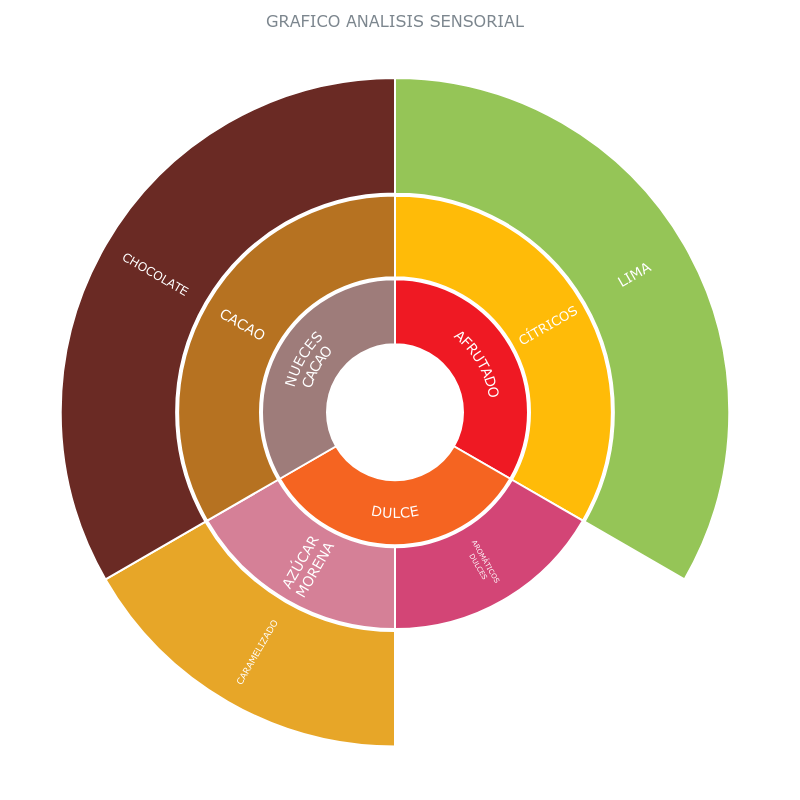 GRAFICO ANALISIS SENSORIAL
CHOCOLATE
LIMA
CACAO
CÍTRICOS
NUECES
CACAO
AFRUTADO
DULCE
AZÚCAR
MORENA
AROMÁTICOS
DULCES
CARAMELIZADO